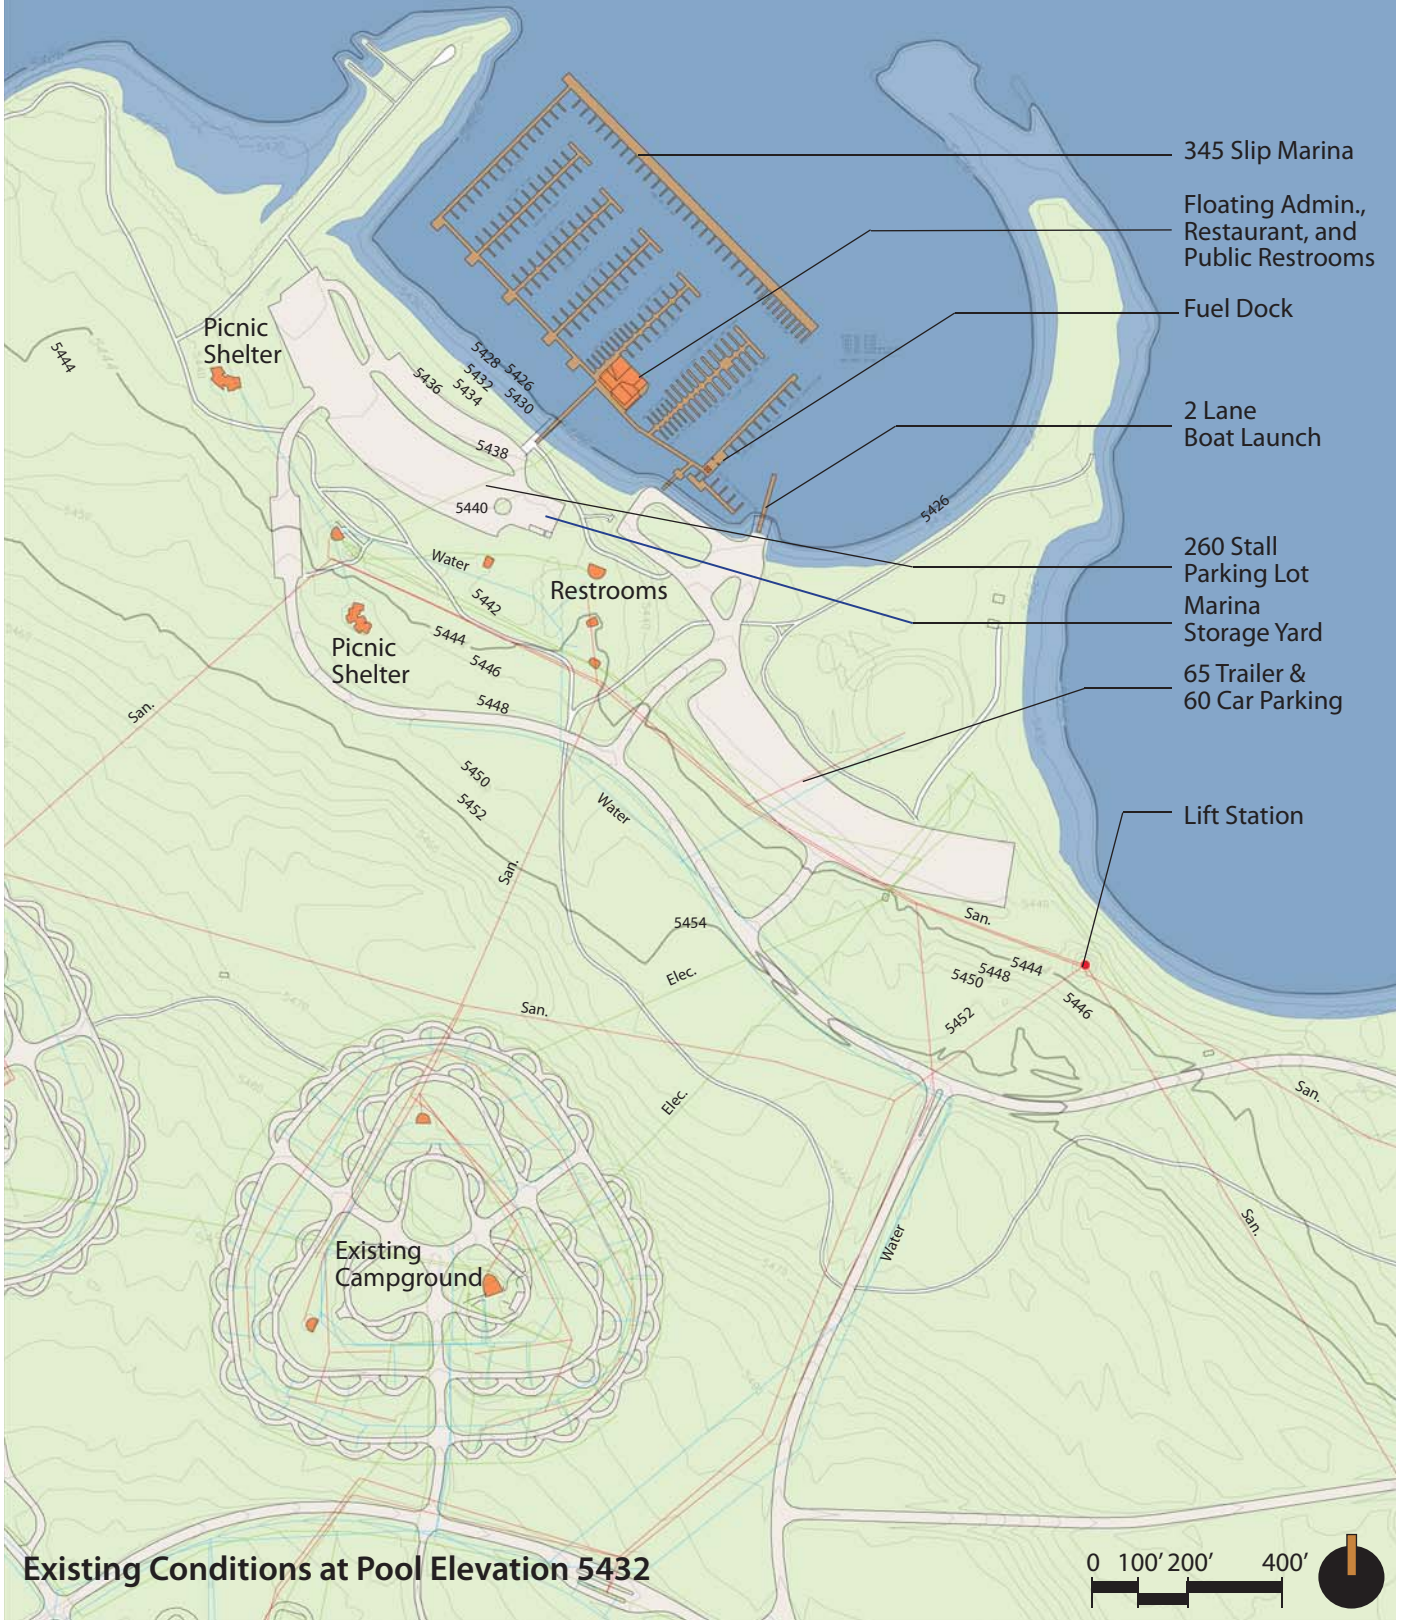 345 Slip Marina
Floating Admin.,
Restaurant, and
Public Restrooms
Fuel Dock
2 Lane
Boat Launch
260 Stall
Parking Lot
Marina
Storage Yard
65 Trailer &
60 Car Parking
Lift Station
Picnic
Shelter
5444
5444
5428
5426
5432
5436
5434
5430
5438
5440
5426
Water
Restrooms
5442
5444
Picnic
Shelter
5446
5448
San.
5450
5452
Water
San.
5454
San.
Elec.
San.
5450
5448
5444
5446
5452
Elec.
San.
San.
Water
Existing
Campground
Existing Conditions at Pool Elevation 5432
0 100’ 200’ 400’